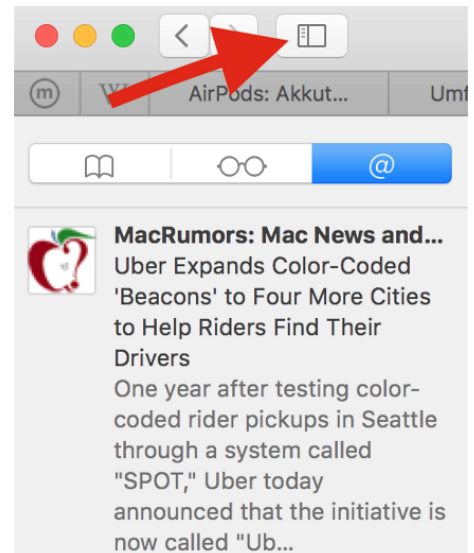 m W AirPods: Akkut... Umf
@
MacRumors: Mac News and...
Uber Expands Color-Coded
'Beacons' to Four More Cities
to Help Riders Find Their
Drivers
One year after testing color-
coded rider pickups in Seattle
through a system called
"SPOT," Uber today
announced that the initiative is
now called "Ub...